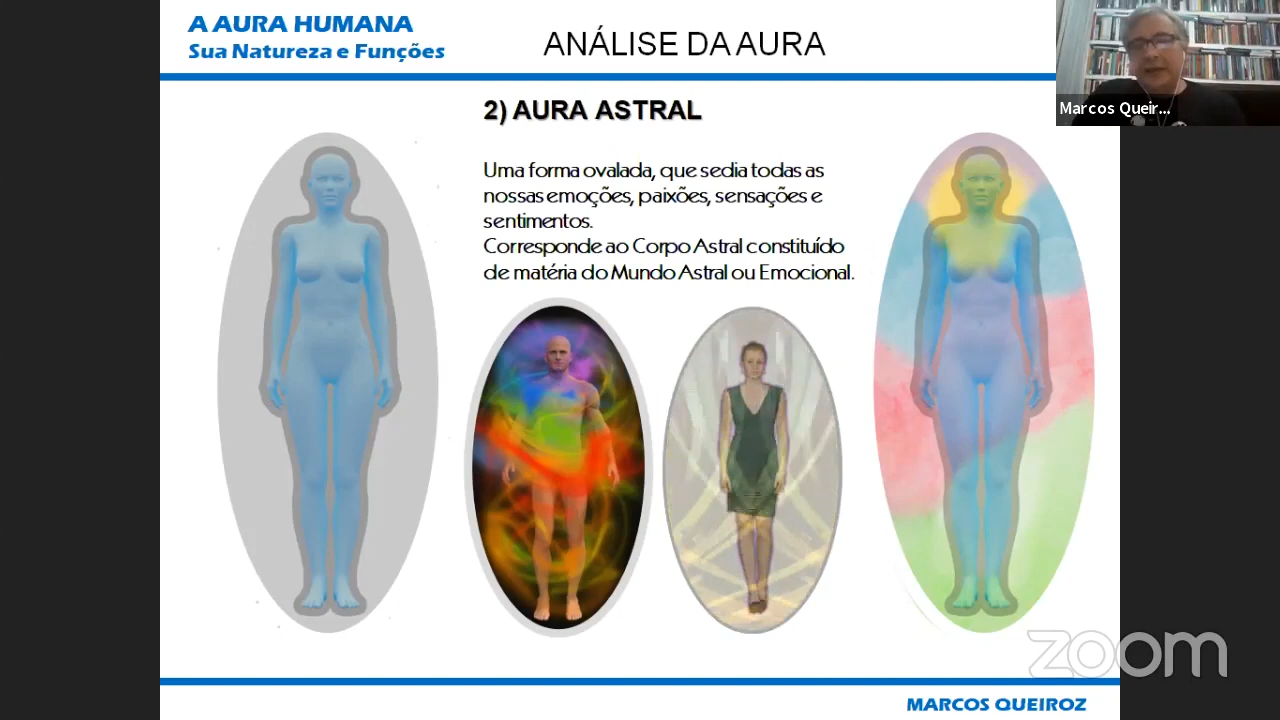 A AURA HUMANA
Sua Natureza e Funções
ANÁLISE DA AURA
Marcos Queir...
2) AURA ASTRAL
Uma forma ovalada, que sedia todas as
nossas emoções, paixões, sensações e
sentimentos.
Corresponde ao Corpo Astral constituído
de matéria do Mundo Astral ou Emocional.
zoom
MARCOS QUEIROZ